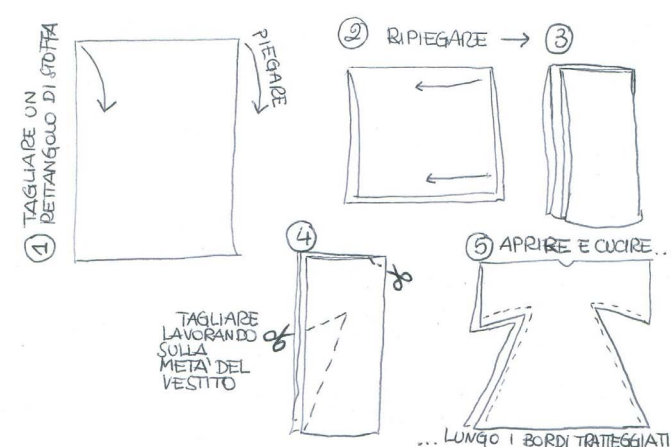 ① TAGLIARE UN
RETTANGOLO DI STOFFA
PIEGARE
② RIPIEGARE → ③
④
TAGLIARE
LAVORANDO
SULLA
META' DEL
VESTITO
⑤ APRIRE E CUCIRE...
... LUNGO I BORDI TRATTEGGIATI